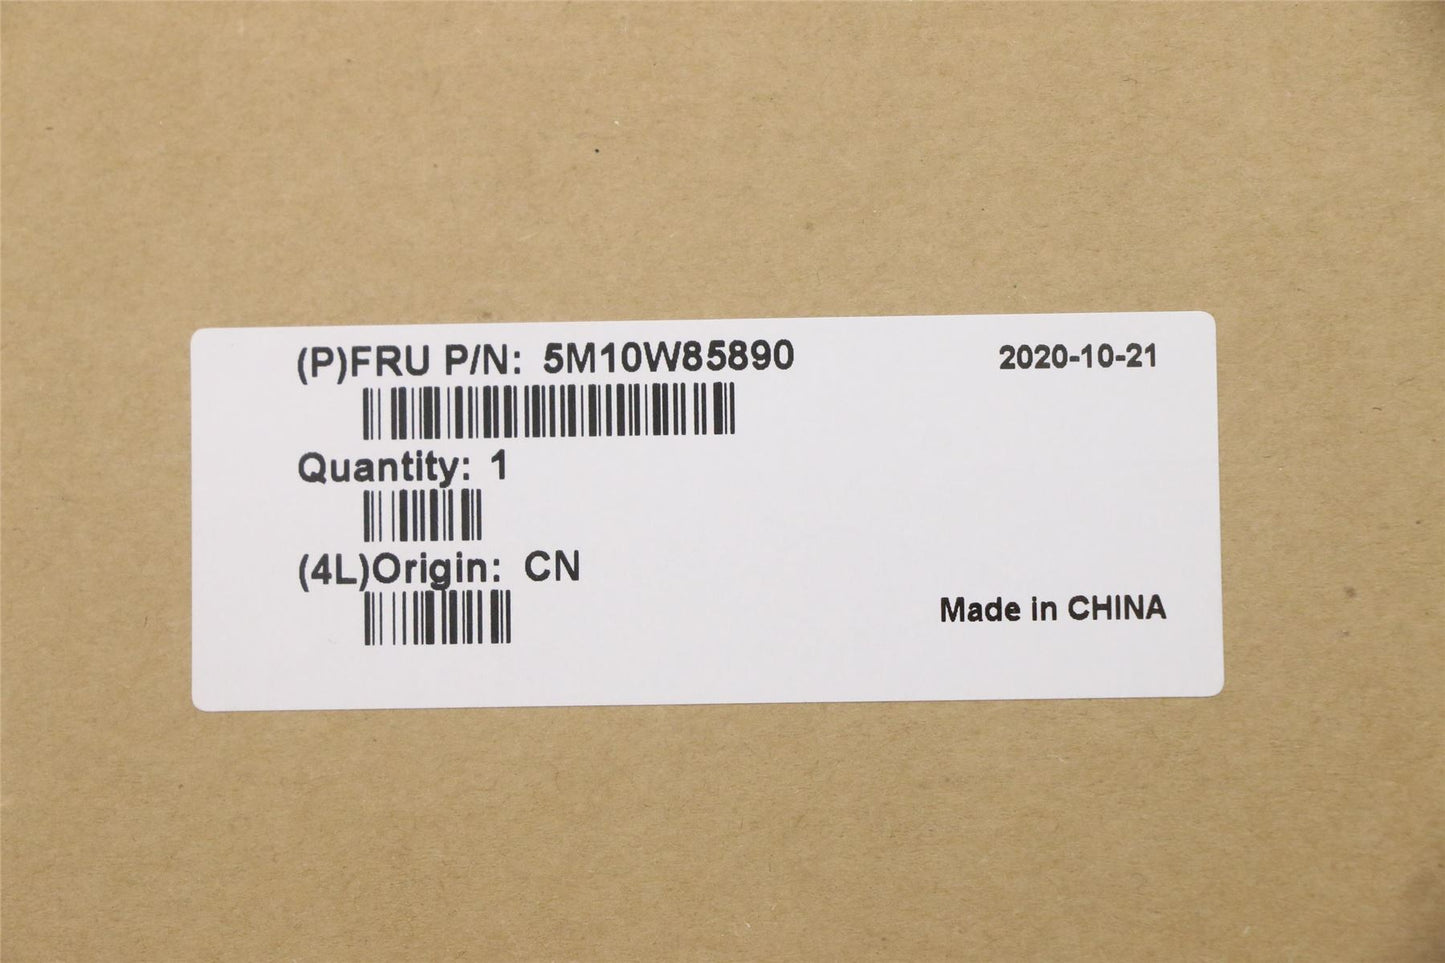 (P)FRU P/N: 5M10W85890 2020-10-21
Quantity: 1
(4L)Origin: CN
Made in CHINA